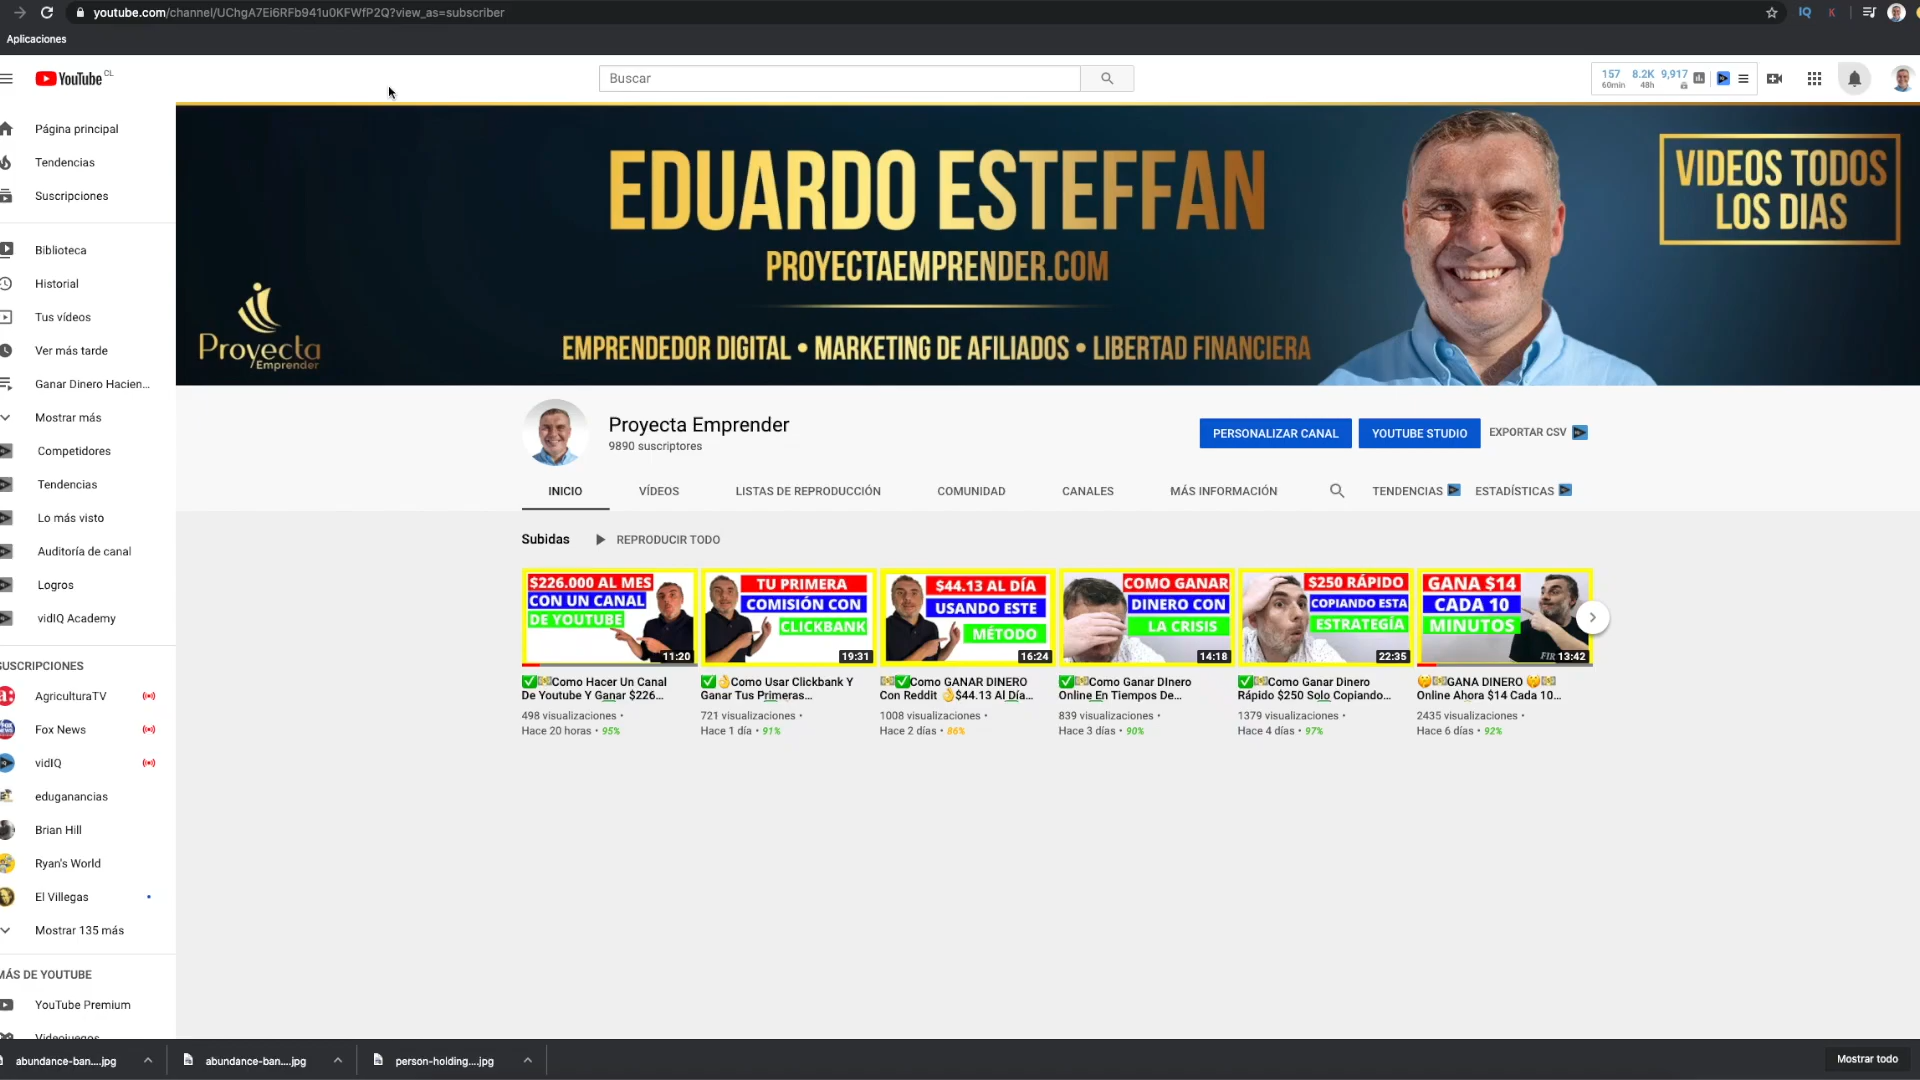 youtube.com/channel/UChgA7Ei6RFb941u0KFWfP2Q?view_as=subscriber
IQ
K
Aplicaciones
YouTube CL
Buscar
157 8.2K 9,917
60min 48h
Página principal
Tendencias
Suscripciones
Biblioteca
Historial
Tus vídeos
Ver más tarde
Ganar Dinero Hacien...
Mostrar más
Competidores
Tendencias
Lo más visto
Auditoría de canal
Logros
vidIQ Academy
SUSCRIPCIONES
AgriculturaTV
Fox News
vidIQ
eduganancias
Brian Hill
Ryan's World
El Villegas
Mostrar 135 más
MÁS DE YOUTUBE
YouTube Premium
Videojuegos
EDUARDO ESTEFFAN
PROYECTAEMPRENDER.COM
EMPRENDEDOR DIGITAL • MARKETING DE AFILIADOS • LIBERTAD FINANCIERA
VIDEOS TODOS
LOS DIAS
Proyecta
Emprender
Proyecta Emprender
9890 suscriptores
PERSONALIZAR CANAL
YOUTUBE STUDIO
EXPORTAR CSV
INICIO VÍDEOS LISTAS DE REPRODUCCIÓN COMUNIDAD CANALES MÁS INFORMACIÓN TENDENCIAS ESTADÍSTICAS
Subidas REPRODUCIR TODO
$226.000 AL MES
CON UN CANAL
DE YOUTUBE
11:20
✅💵Como Hacer Un Canal
De Youtube Y Ganar $226...
498 visualizaciones •
Hace 20 horas • 95%
TU PRIMERA
COMISIÓN CON
CLICKBANK
19:31
✅👌Como Usar Clickbank Y
Ganar Tus Primeras...
721 visualizaciones •
Hace 1 día • 91%
$44.13 AL DÍA
USANDO ESTE
MÉTODO
16:24
💵✅Como GANAR DINERO
Con Reddit 👌$44.13 Al Día...
1008 visualizaciones •
Hace 2 días • 86%
COMO GANAR
DINERO CON
LA CRISIS
14:18
✅💵Como Ganar DInero
Online En Tiempos De...
839 visualizaciones •
Hace 3 días • 90%
$250 RÁPIDO
COPIANDO ESTA
ESTRATEGÍA
22:35
✅💵Como Ganar Dinero
Rápido $250 Solo Copiando...
1379 visualizaciones •
Hace 4 días • 97%
GANA $14
CADA 10
MINUTOS
FIR 13:42
🤫💵GANA DINERO 🤫💵
Online Ahora $14 Cada 10...
2435 visualizaciones •
Hace 6 días • 92%
abundance-ban....jpg
abundance-ban....jpg
person-holding....jpg
Mostrar todo